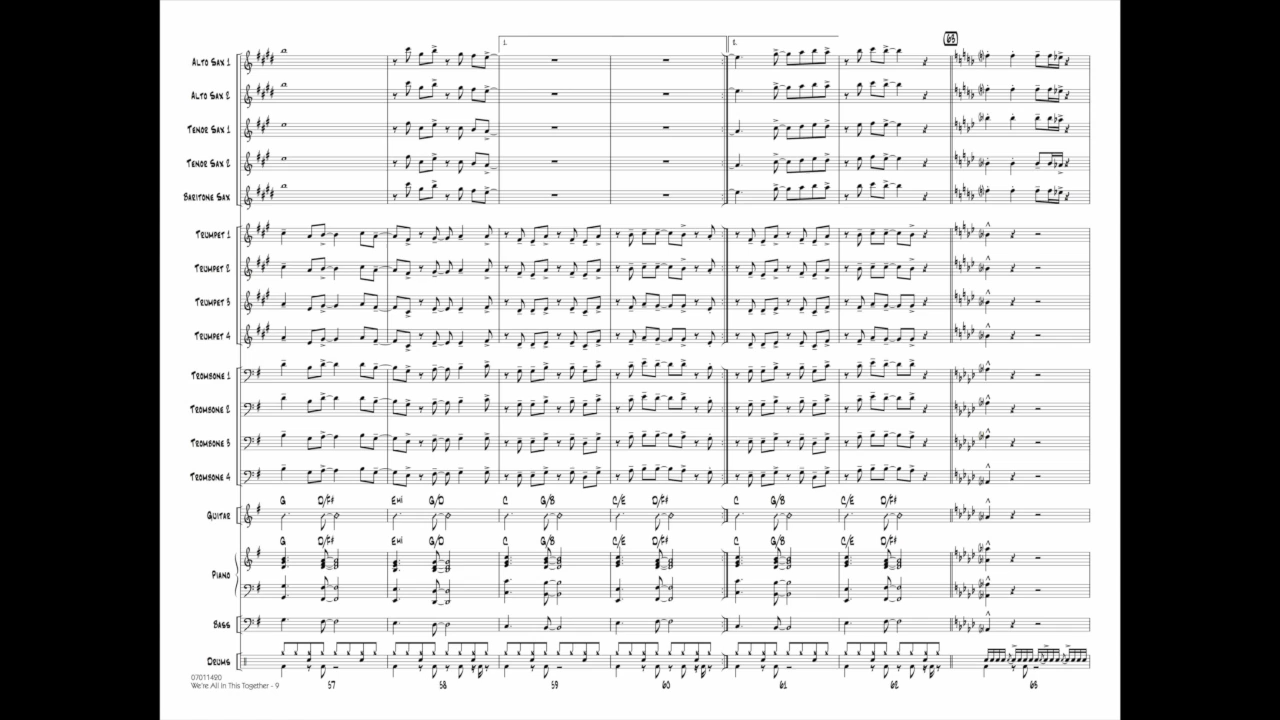 63
1.
1.
ALTO SAX 1
ALTO SAX 2
TENOR SAX 1
TENOR SAX 2
BARITONE SAX
TRUMPET 1
TRUMPET 2
TRUMPET 3
TRUMPET 4
TROMBONE 1
TROMBONE 2
TROMBONE 3
TROMBONE 4
G D/F# EMI G/D C G/B C/E D/F# C G/B C/E D/F#
GUITAR
G D/F# EMI G/D C G/B C/E D/F# C G/B C/E D/F#
PIANO
BASS
DRUMS
07011420
We're All In This Together - 9
57 58 59 60 61 62 63